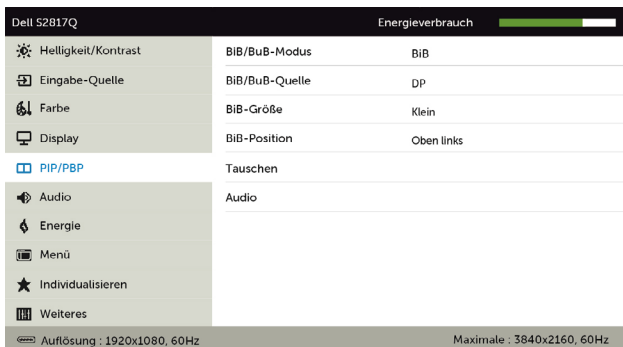 Dell S2817Q Energieverbrauch
Helligkeit/Kontrast BiB/BuB-Modus BiB
Eingabe-Quelle BiB/BuB-Quelle DP
Farbe BiB-Größe Klein
Display BiB-Position Oben links
PIP/PBP Tauschen
Audio Audio
Energie
Menü
Individualisieren
Weiteres
Auflösung : 1920x1080, 60Hz Maximale : 3840x2160, 60Hz